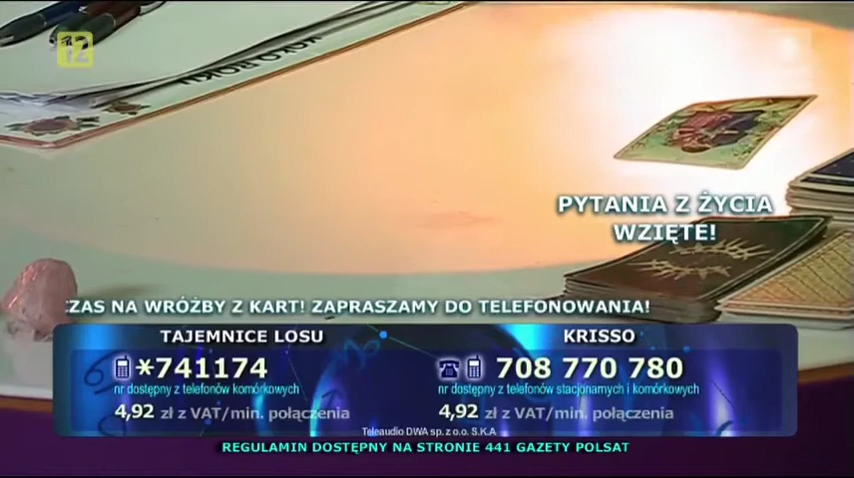 12
YORO BOOKII
PYTANIA Z ŻYCIA
WZIĘTE!
ZAS NA WRÓŻBY Z KART! ZAPRASZAMY DO TELEFONOWANIA!
TAJEMNICE LOSU
*741174
nr dostępny z telefonów komórkowych
4,92 zł z VAT/min. połączenia
KRISSO
708 770 780
nr dostępny z telefonów stacjonarnych i komórkowych
4,92 zł z VAT/min. połączenia
Teleaudio DWA sp. z o.o. S.K.A
REGULAMIN DOSTĘPNY NA STRONIE 441 GAZETY POLSAT